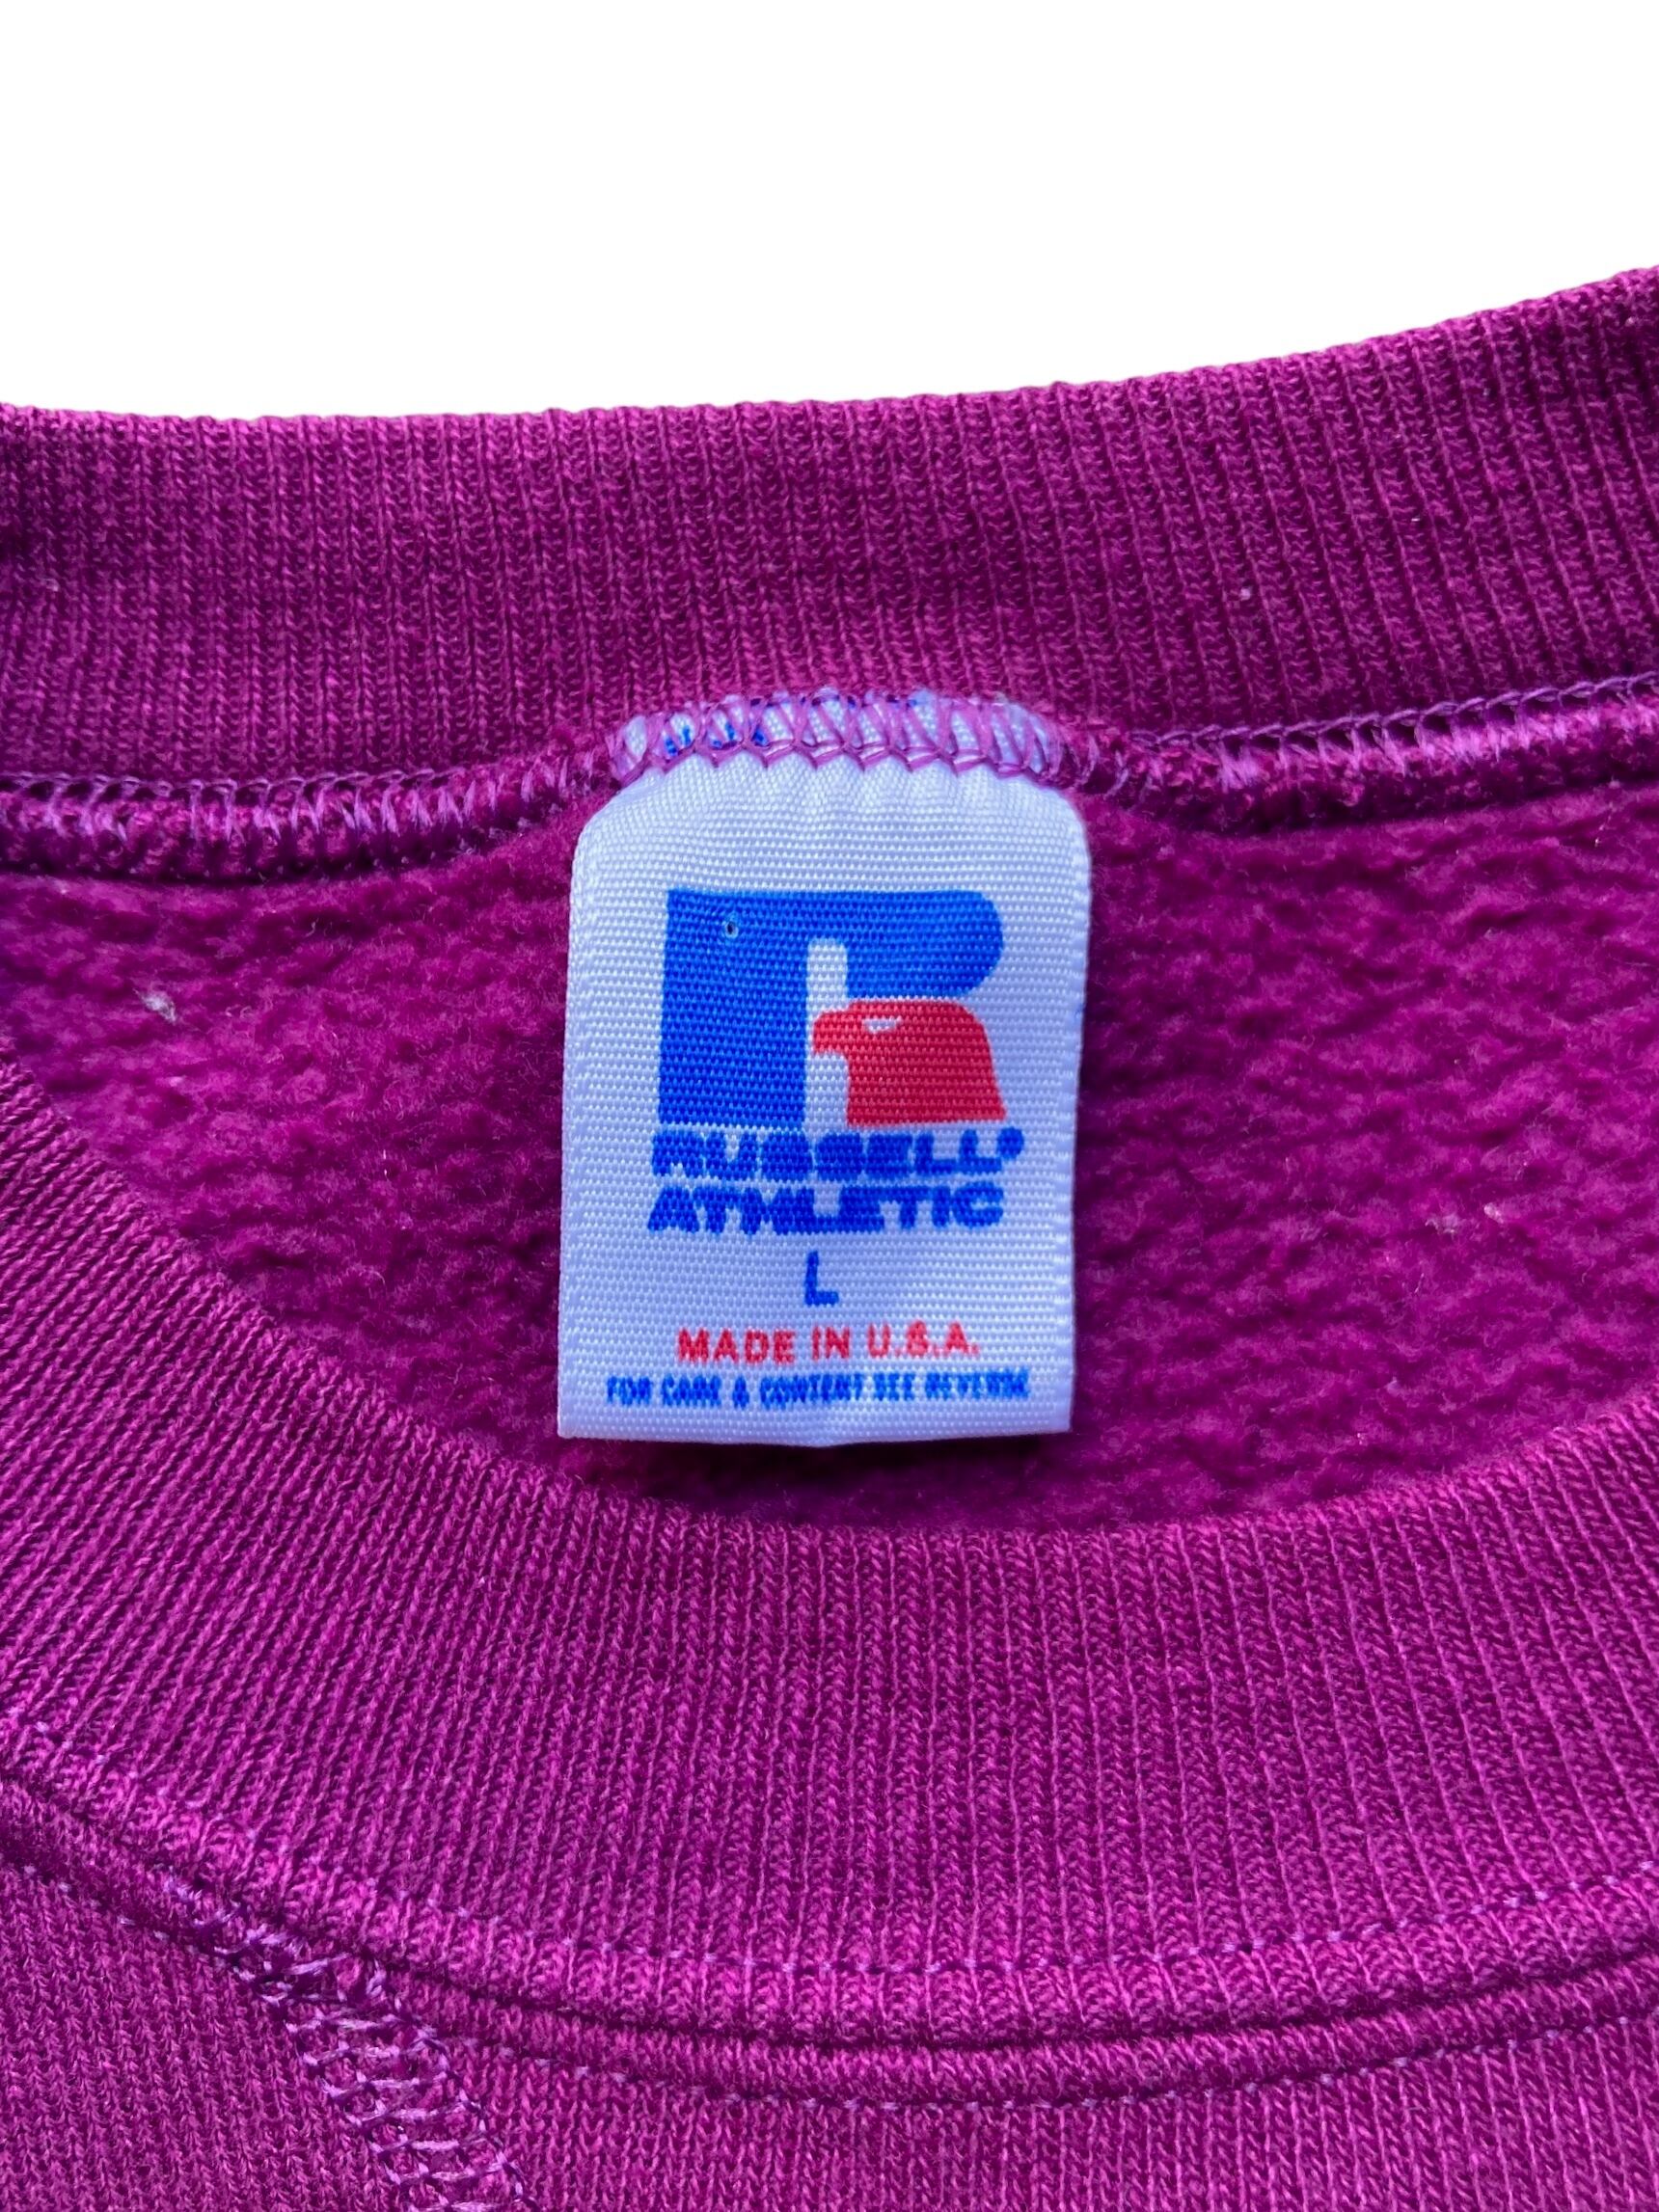 RUSSELL®
ATHLETIC
L
MADE IN U.S.A.
FOR CARE & CONTENT SEE REVERSE